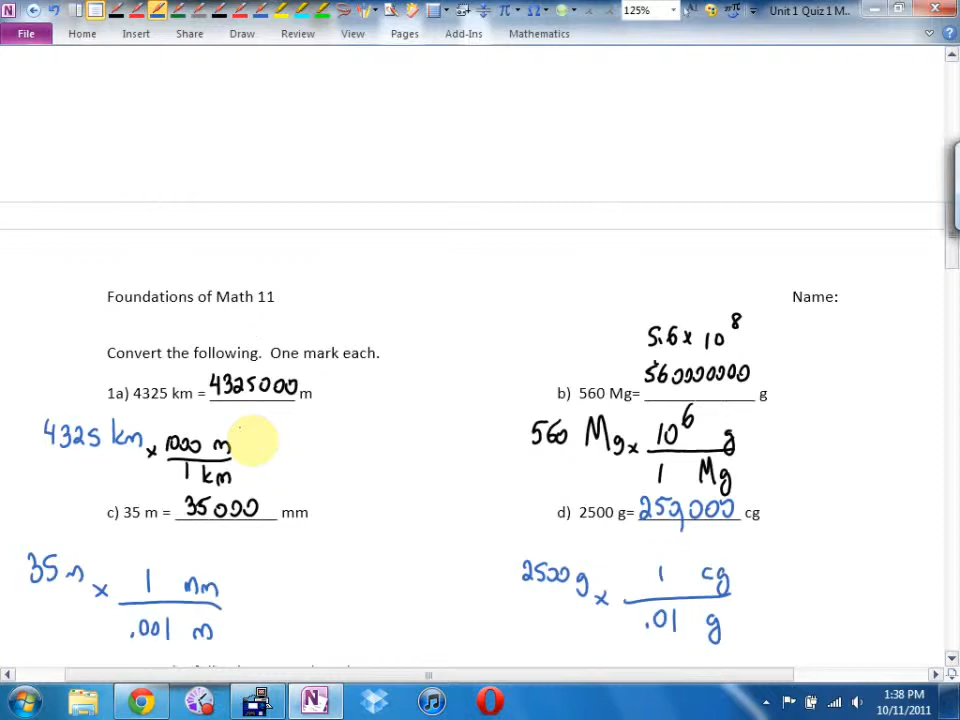 125% Unit 1 Quiz 1 M...
File Home Insert Share Draw Review View Pages Add-Ins Mathematics
Foundations of Math 11 Name:
5.6 x 10^8
Convert the following. One mark each.
1a) 4325 km = 4325000 m
b) 560 Mg= 560000000 g
4325 km x 1000 m
1 km
560 Mg x 10^6 g
1 Mg
c) 35 m = 35000 mm
d) 2500 g= 250,000 cg
35 m x 1 mm
.001 m
2500 g x 1 cg
.01 g
1:38 PM
10/11/2011